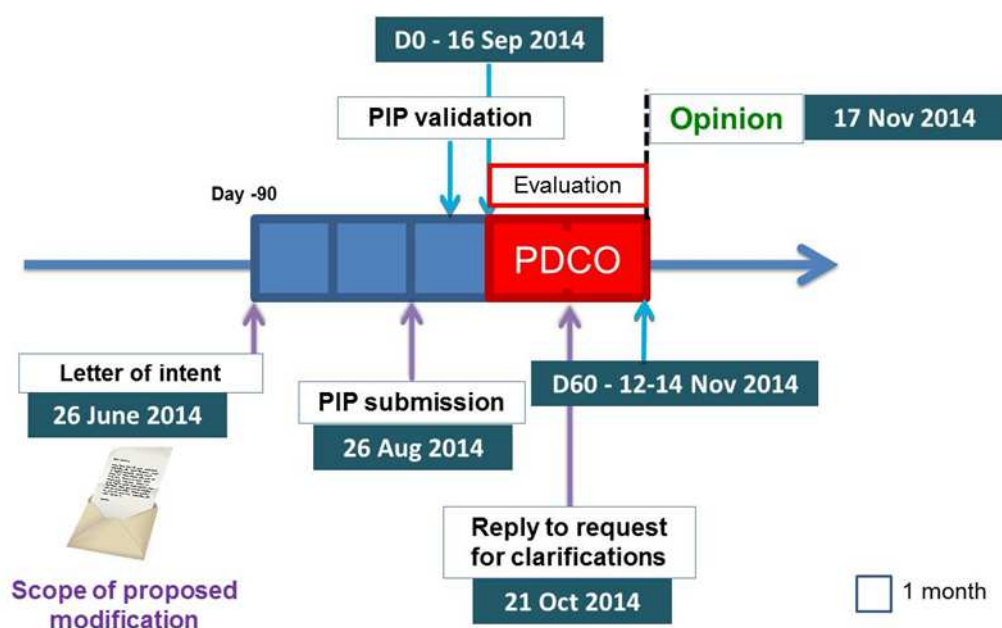 D0 - 16 Sep 2014
PIP validation
Opinion
17 Nov 2014
Day -90
Evaluation
PDCO
Letter of intent
26 June 2014
PIP submission
26 Aug 2014
D60 - 12-14 Nov 2014
Reply to request
for clarifications
21 Oct 2014
Scope of proposed
modification
1 month